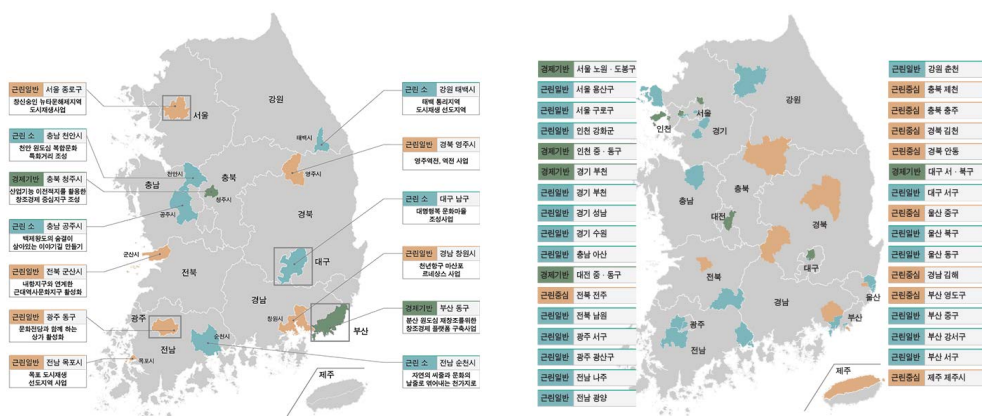 근린일반 서울 종로구
창신숭인 뉴타운해제지역
도시재생사업
근린 소 충남 천안시
천안 원도심 복합문화
특화거리 조성
경제기반 충북 청주시
산업기능 이전적지를 활용한
창조경제 중심지구 조성
근린 소 충남 공주시
백제왕도의 숨결이
살아있는 이야기길 만들기
근린일반 전북 군산시
내항지구와 연계한
근대역사문화지구 활성화
근린일반 광주 동구
문화전당과 함께 하는
상가 활성화
근린일반 전남 목포시
목포 도시재생
선도지역 사업
서울
강원
태백시
천안시
충남
충북
청주시
공주시
영주시
경북
군산시
전북
대구
경남
창원시
부산
광주
전남
순천시
목포시
제주
근린 소 강원 태백시
태백 통리지역
도시재생 선도지역
근린일반 경북 영주시
영주역전, 역전 사업
근린 소 대구 남구
대명행복 문화마을
조성사업
근린일반 경남 창원시
천년항구 마산포
르네상스 사업
경제기반 부산 동구
부산 원도심 재창조를위한
창조경제 플랫폼 구축사업
근린 소 전남 순천시
자연의 씨줄과 문화의
날줄로 엮어내는 천가지로
경제기반 서울 노원 · 도봉구
근린일반 서울 용산구
근린일반 서울 구로구
근린일반 인천 강화군
경제기반 인천 중 · 동구
경제기반 경기 부천
근린일반 경기 부천
근린일반 경기 성남
근린일반 경기 수원
근린일반 충남 아산
경제기반 대전 중 · 동구
근린중심 전북 전주
근린일반 전북 남원
근린일반 광주 서구
근린일반 광주 광산구
근린일반 전남 나주
근린일반 전남 광양
인천
서울
경기
강원
충북
충남
대전
경북
대구
전북
경남
울산
부산
광주
전남
제주
근린일반 강원 춘천
근린중심 충북 제천
근린중심 충북 충주
근린중심 경북 김천
근린중심 경북 안동
경제기반 대구 서 · 북구
근린일반 대구 서구
근린중심 울산 중구
근린일반 울산 북구
근린일반 울산 동구
근린중심 경남 김해
근린중심 부산 영도구
근린일반 부산 중구
근린일반 부산 강서구
근린일반 부산 서구
근린중심 제주 제주시